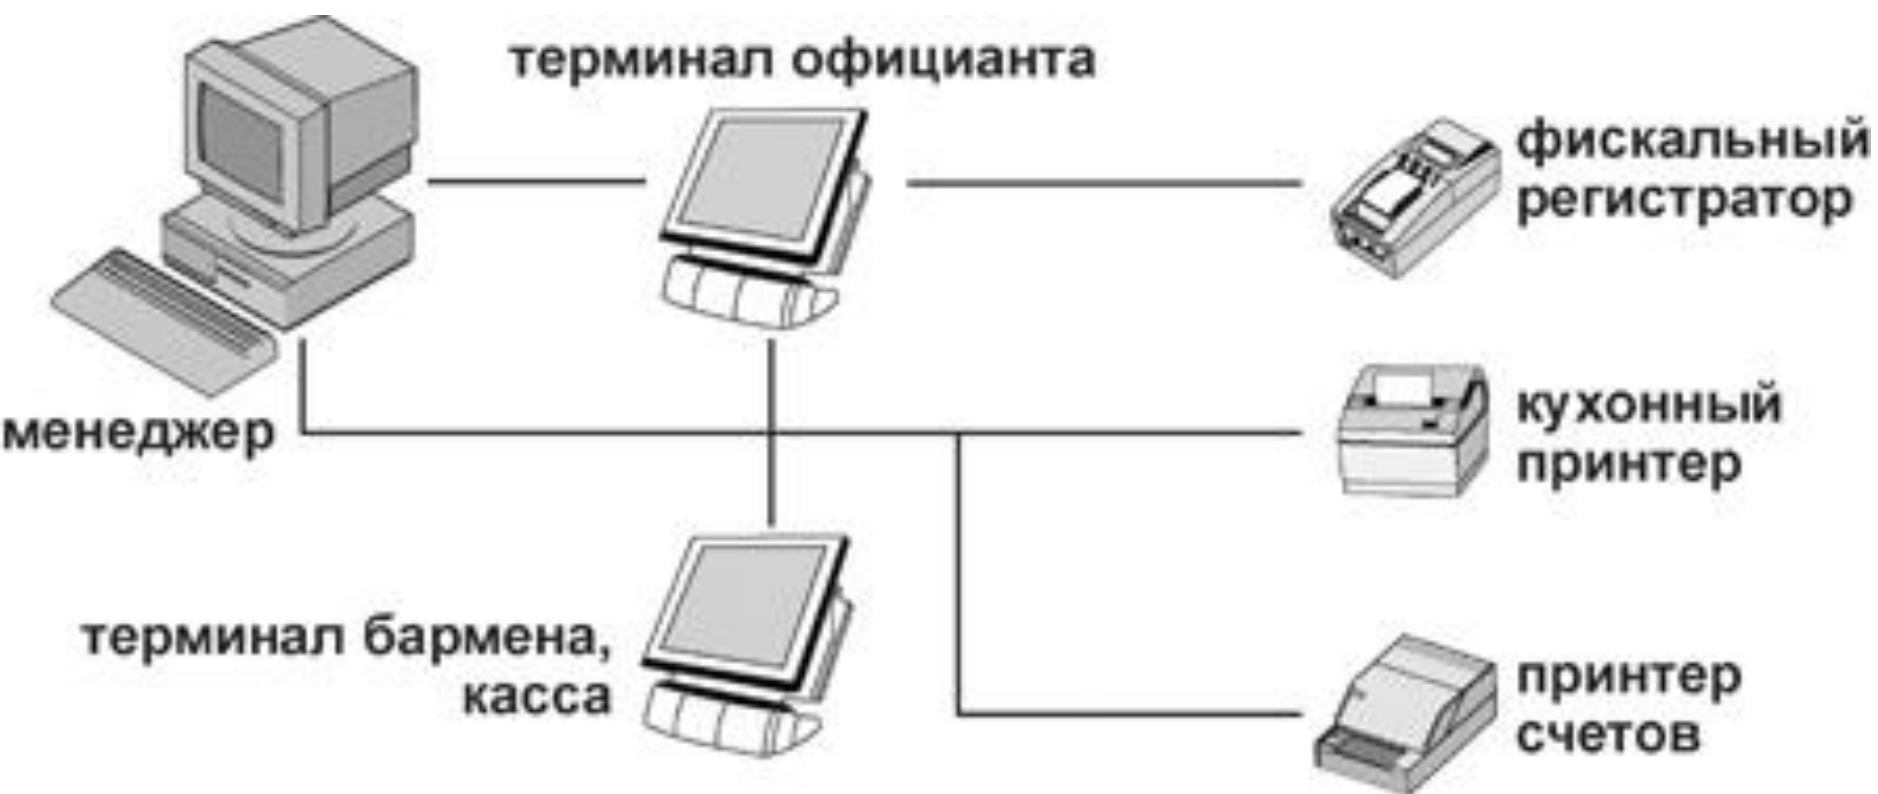 терминал официанта
фискальный
регистратор
менеджер
кухонный
принтер
терминал бармена,
касса
принтер
счетов